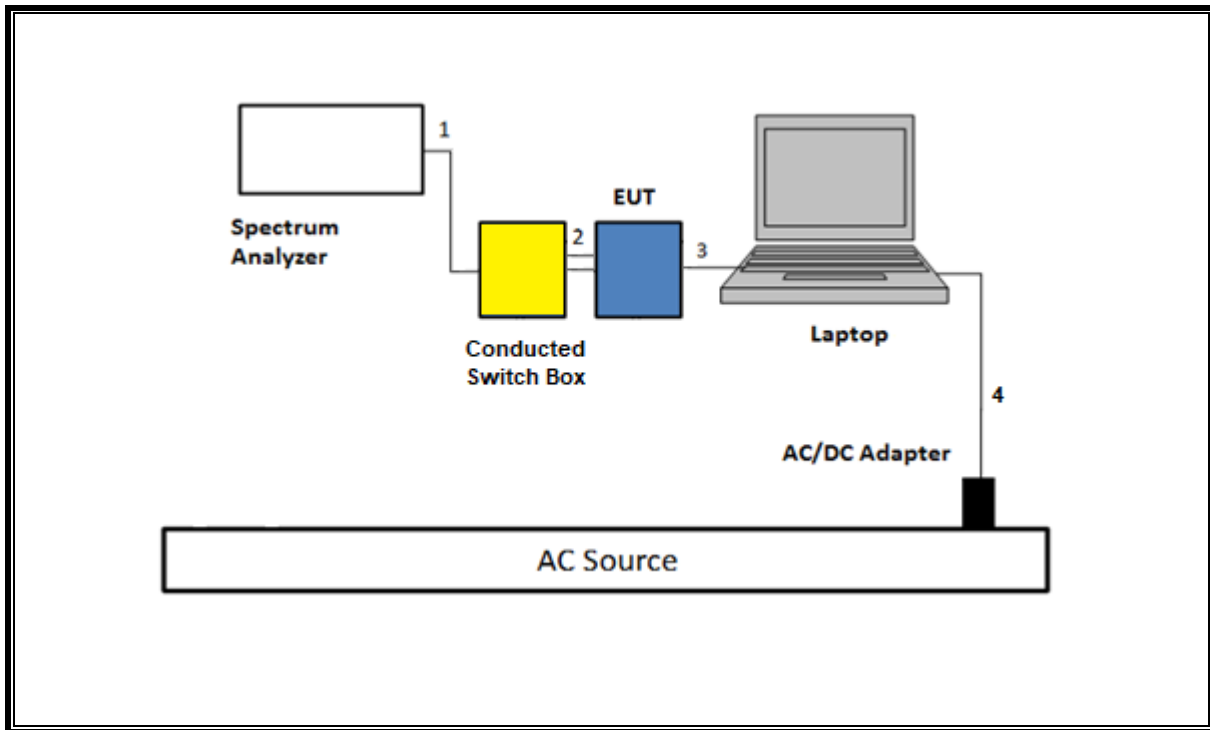 1
Spectrum
Analyzer
2
EUT
3
Conducted
Switch Box
Laptop
4
AC/DC Adapter
AC Source